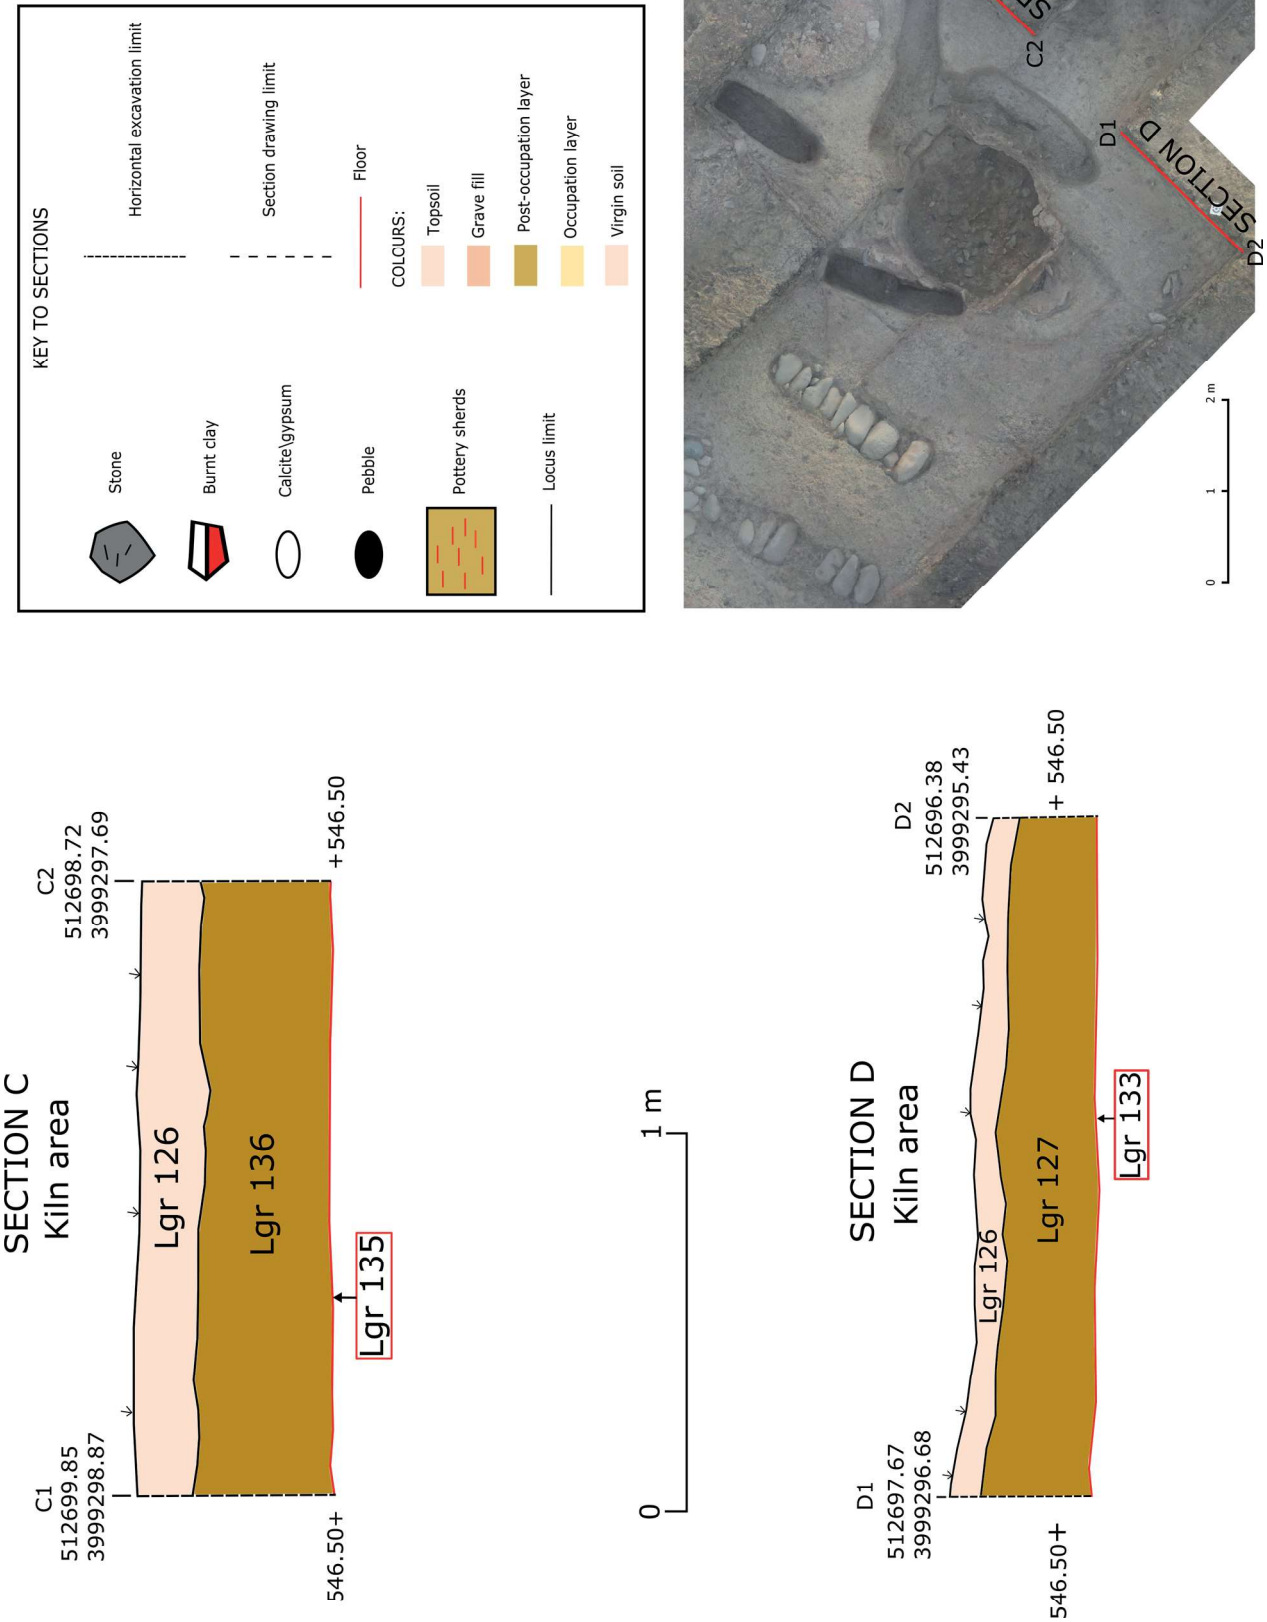 SECTION C
Kiln area
C1
512699.85
3999298.87
C2
512698.72
3999297.69
Lgr 126
Lgr 136
546.50+
+546.50
Lgr 135
0
1 m
SECTION D
Kiln area
D1
512697.67
3999296.68
D2
512696.38
3999295.43
Lgr 126
Lgr 127
546.50+
+ 546.50
Lgr 133
KEY TO SECTIONS
Stone
Burnt clay
Calcite\gypsum
Pebble
Pottery sherds
Locus limit
Horizontal excavation limit
Section drawing limit
Floor
COLCURS:
Topsoil
Grave fill
Post-occupation layer
Occupation layer
Virgin soil
C2
D1
SECTION D
D2
0
1
2 m